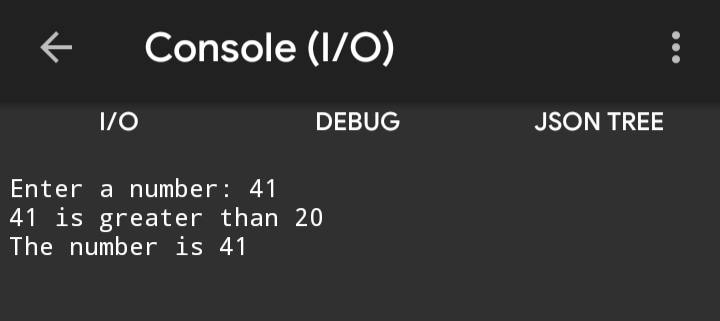 Console (I/O)
I/O DEBUG JSON TREE
Enter a number: 41
41 is greater than 20
The number is 41